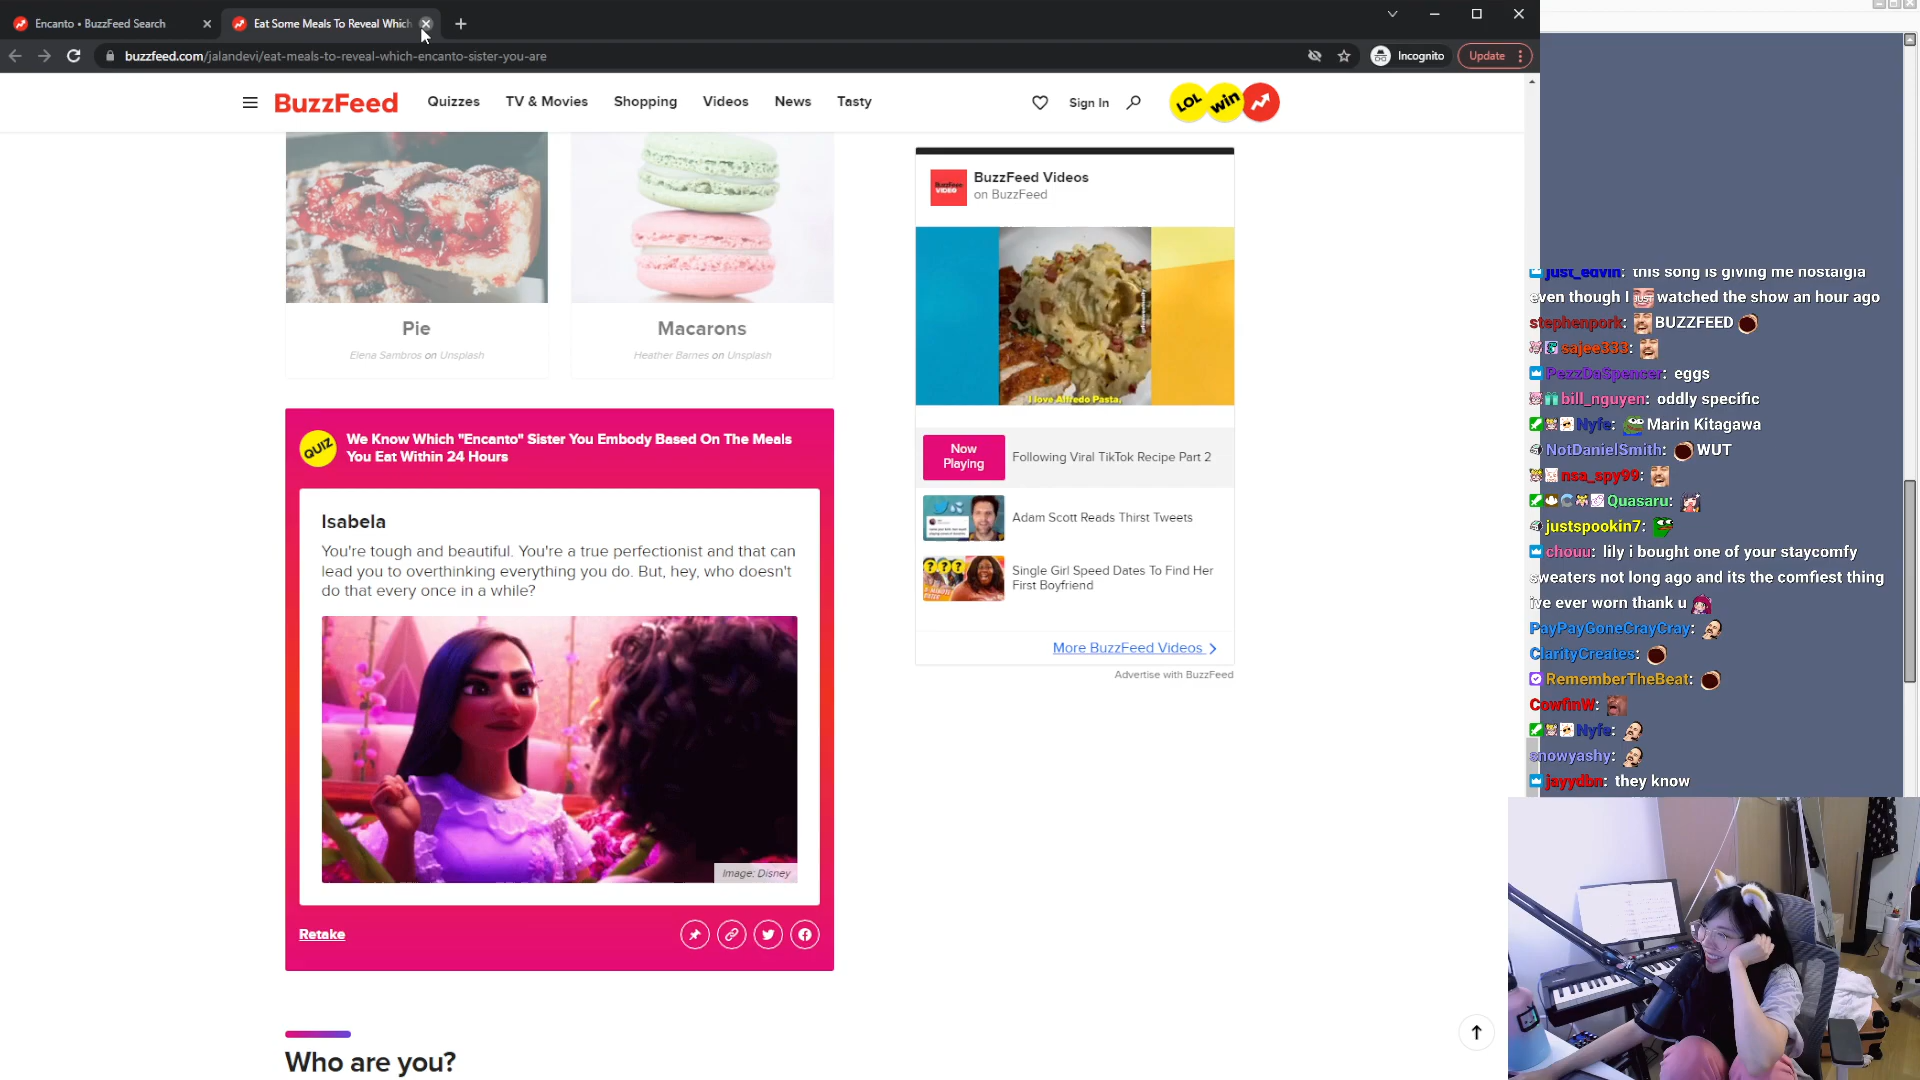 Encanto • BuzzFeed Search
Eat Some Meals To Reveal Which
buzzfeed.com/jalandevi/eat-meals-to-reveal-which-encanto-sister-you-are
Incognito
Update
BuzzFeed
Quizzes
TV & Movies
Shopping
Videos
News
Tasty
Sign In
LOL
win
Pie
Elena Sambros on Unsplash
Macarons
Heather Barnes on Unsplash
QUIZ
We Know Which "Encanto" Sister You Embody Based On The Meals
You Eat Within 24 Hours
Isabela
You're tough and beautiful. You're a true perfectionist and that can
lead you to overthinking everything you do. But, hey, who doesn't
do that every once in a while?
Image: Disney
Retake
Who are you?
BuzzFeed
VIDEO
BuzzFeed Videos
on BuzzFeed
I love Alfredo Pasta.
Now
Playing
Following Viral TikTok Recipe Part 2
Adam Scott Reads Thirst Tweets
Single Girl Speed Dates To Find Her
First Boyfriend
More BuzzFeed Videos
Advertise with BuzzFeed
just_edvin: this song is giving me nostalgia
even though I JUST watched the show an hour ago
stephenpork: BUZZFEED
sajee333:
PezzDaSpencer: eggs
bill_nguyen: oddly specific
Nyfe: Marin Kitagawa
NotDanielSmith: WUT
nsa_spy99:
Quasaru:
justspookin7:
chouu: lily i bought one of your staycomfy
sweaters not long ago and its the comfiest thing
ive ever worn thank u
PayPayGoneCrayCray:
ClarityCreates:
RememberTheBeat:
CowfinW:
Nyfe:
snowyashy:
jayydbn: they know